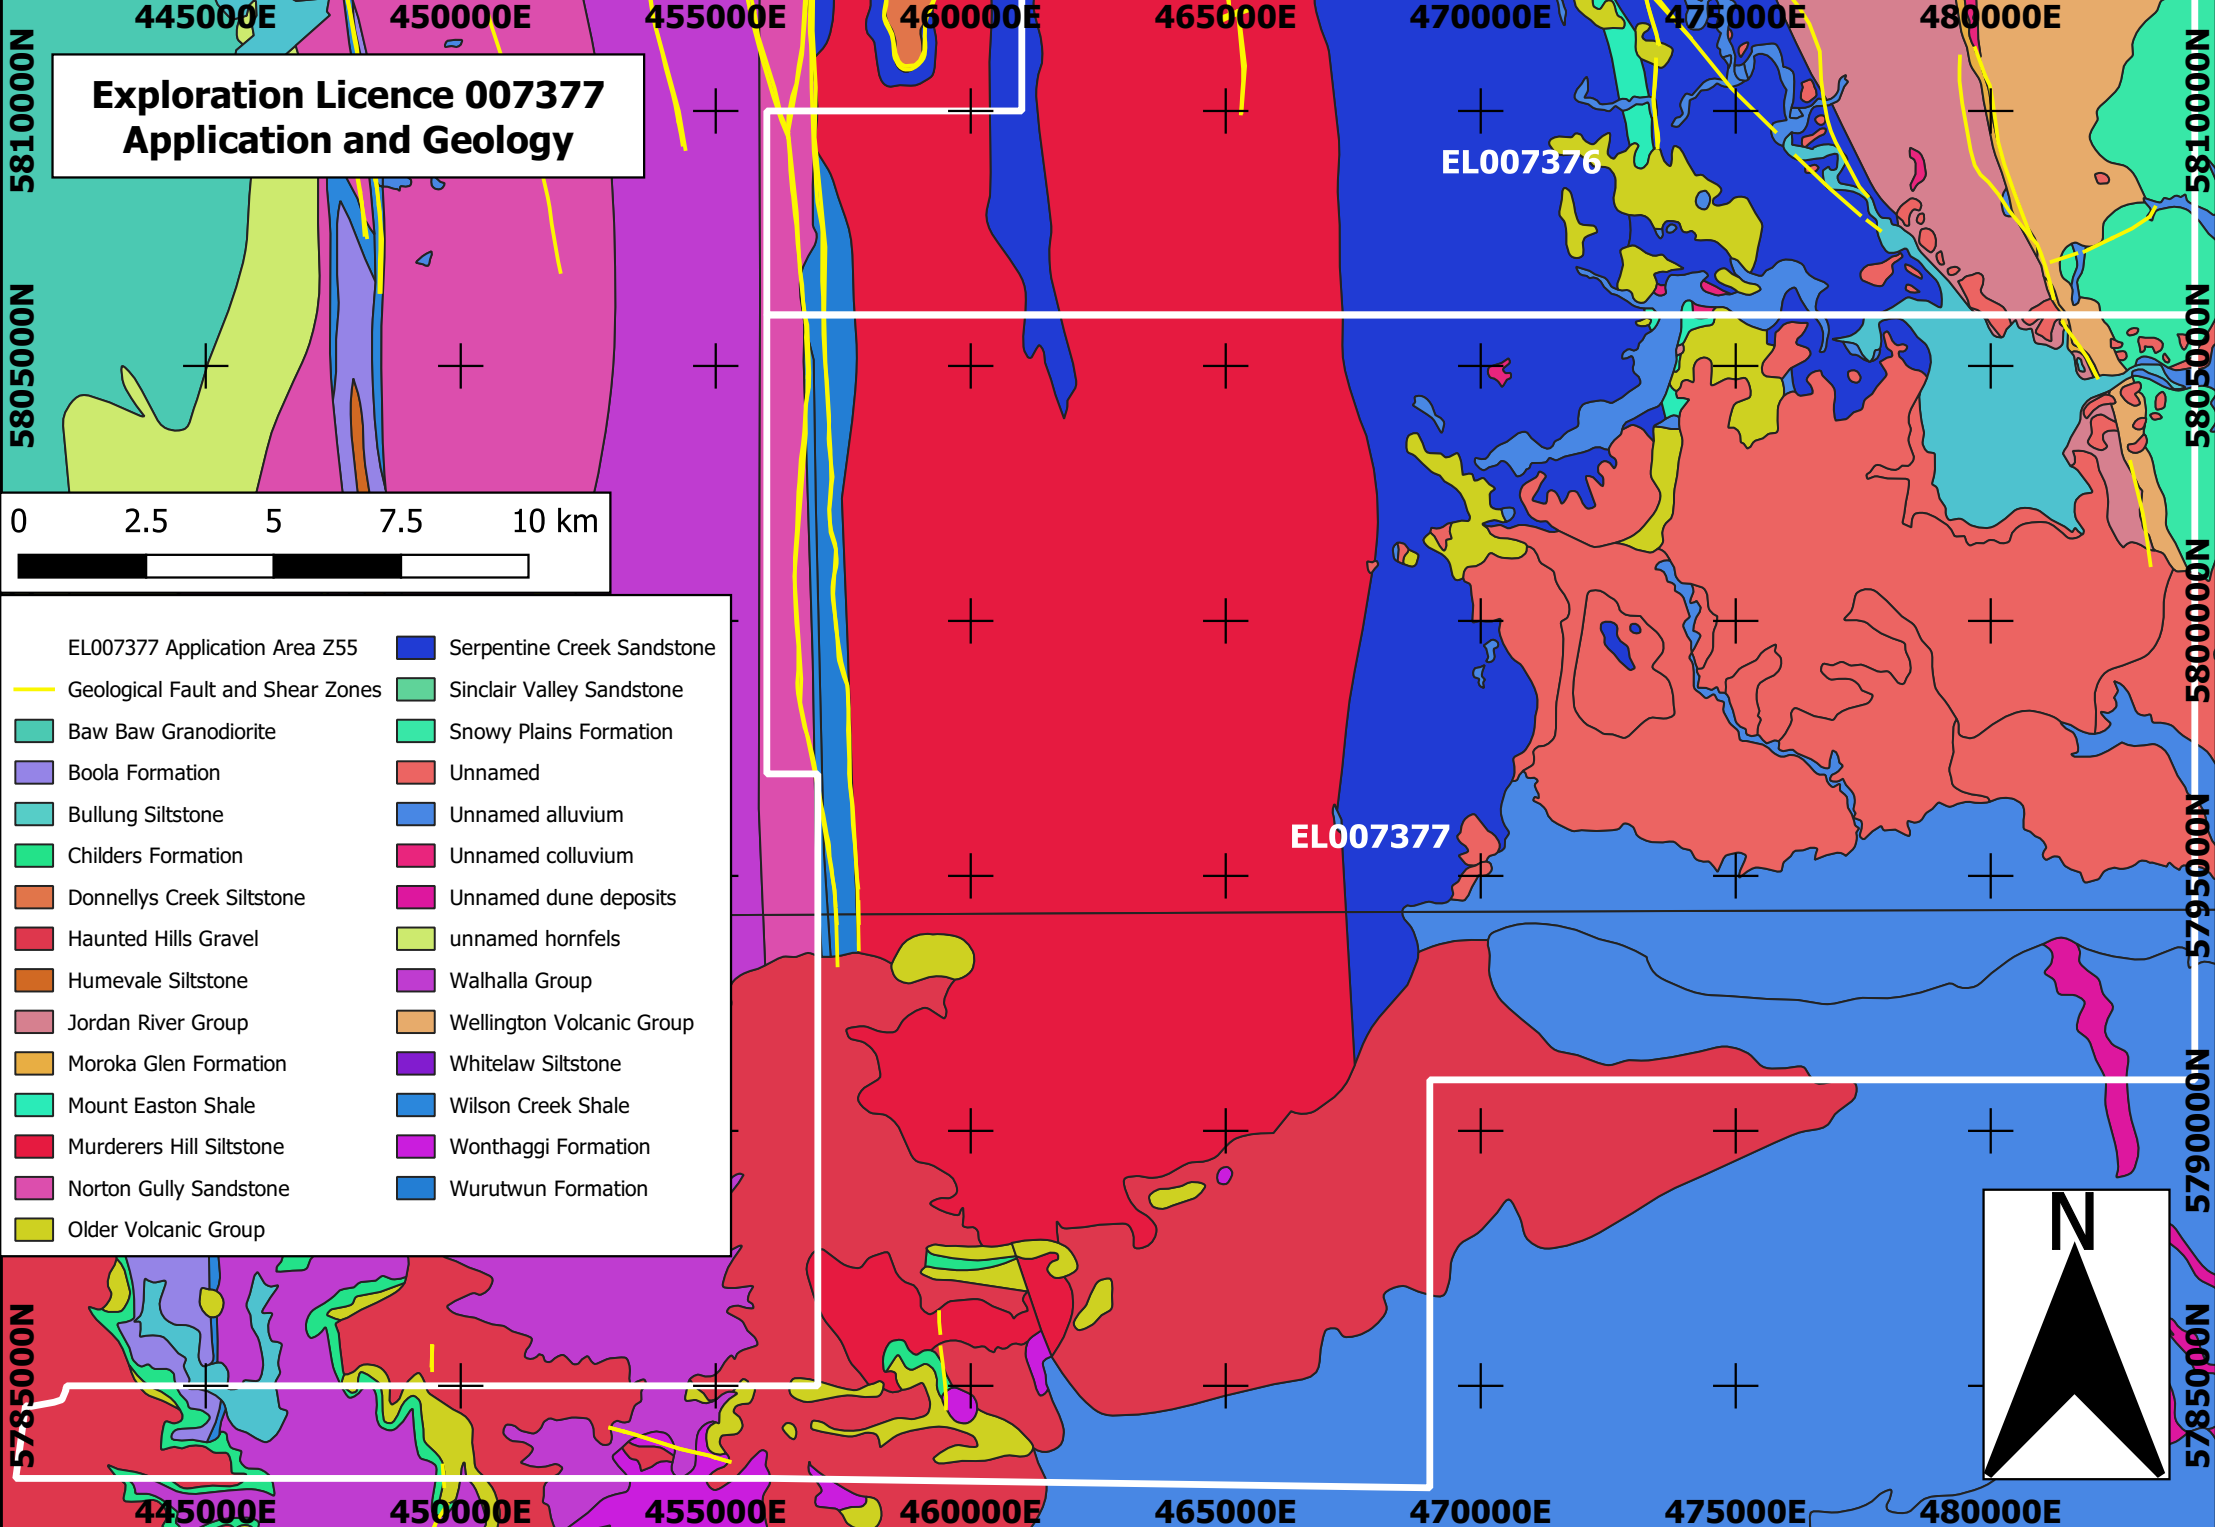 445000E 450000E 455000E 460000E 465000E 470000E 475000E 480000E
Exploration Licence 007377
Application and Geology
5810000N
5810000N
EL007376
5805000N
5805000N
0 2.5 5 7.5 10 km
5800000N
EL007377
5795000N
5790000N
EL007377 Application Area Z55
Geological Fault and Shear Zones
Baw Baw Granodiorite
Boola Formation
Bullung Siltstone
Childers Formation
Donnellys Creek Siltstone
Haunted Hills Gravel
Humevale Siltstone
Jordan River Group
Moroka Glen Formation
Mount Easton Shale
Murderers Hill Siltstone
Norton Gully Sandstone
Older Volcanic Group
Serpentine Creek Sandstone
Sinclair Valley Sandstone
Snowy Plains Formation
Unnamed
Unnamed alluvium
Unnamed colluvium
Unnamed dune deposits
unnamed hornfels
Walhalla Group
Wellington Volcanic Group
Whitelaw Siltstone
Wilson Creek Shale
Wonthaggi Formation
Wurutwun Formation
N
5785000N
5785000N
445000E 450000E 455000E 460000E 465000E 470000E 475000E 480000E